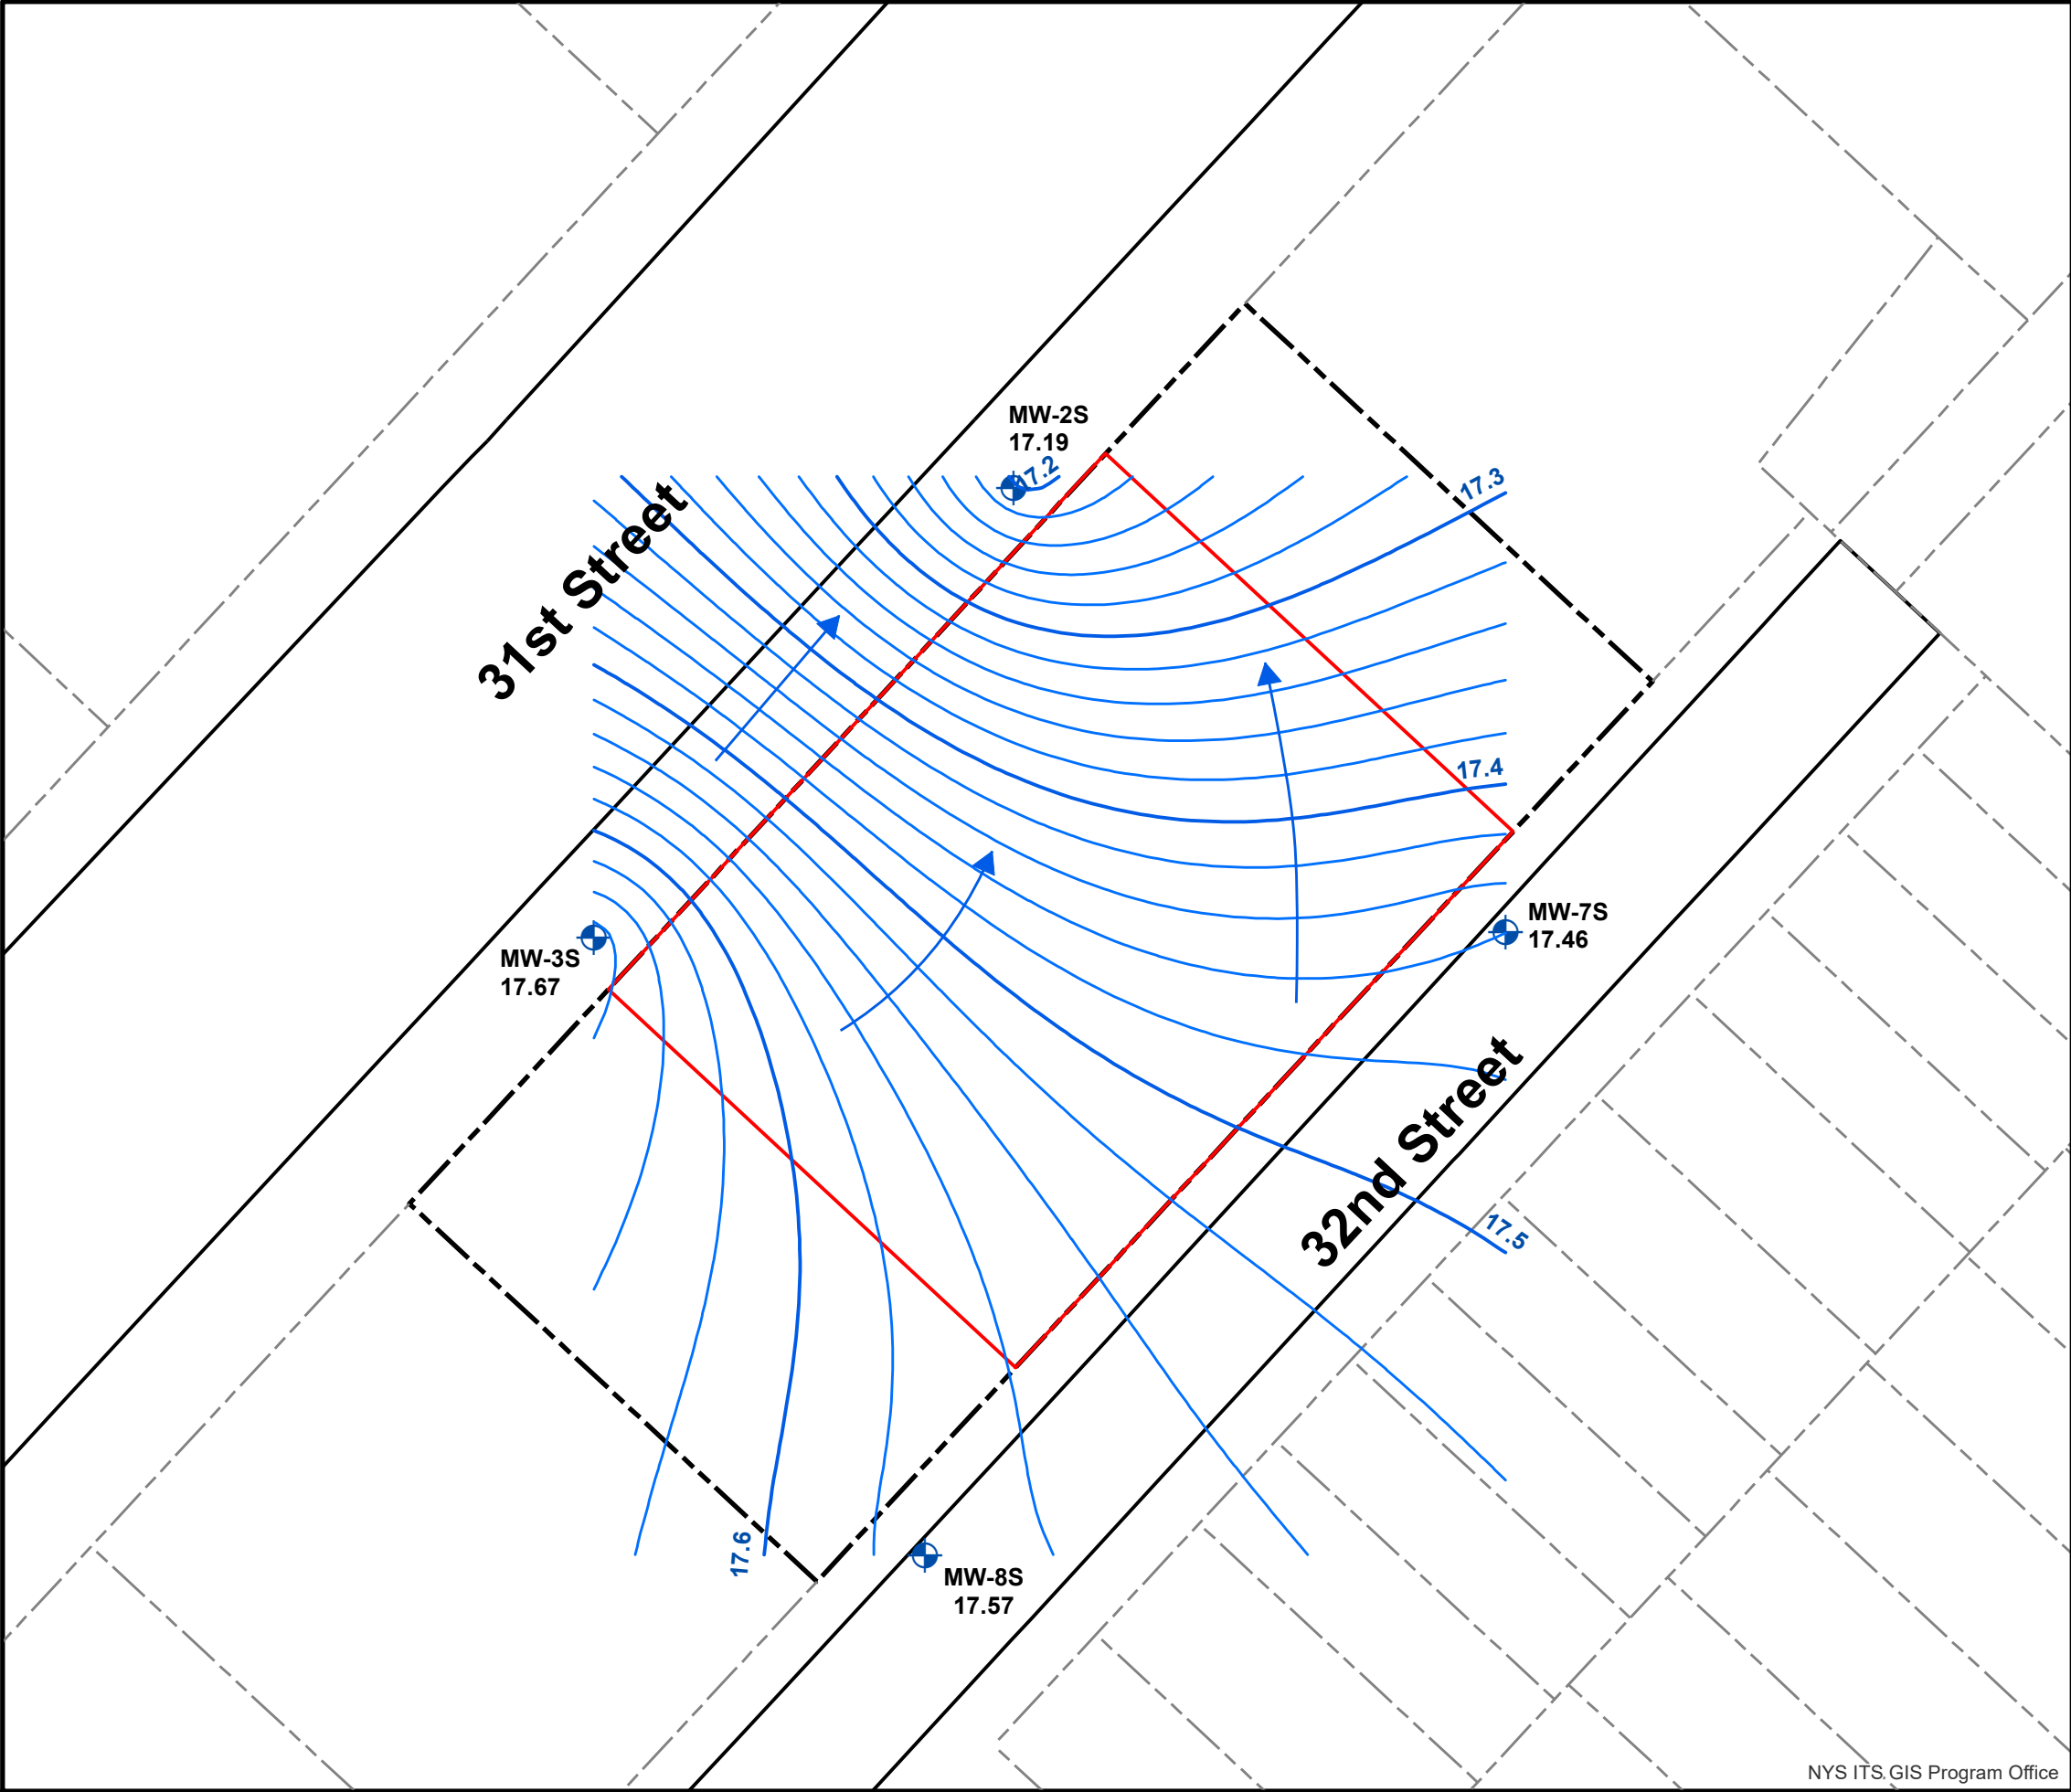 MW-2S
17.19
17.2
17.3
31st Street
17.4
MW-7S
17.46
MW-3S
17.67
32nd Street
17.5
17.6
MW-8S
17.57
NYS ITS GIS Program Office